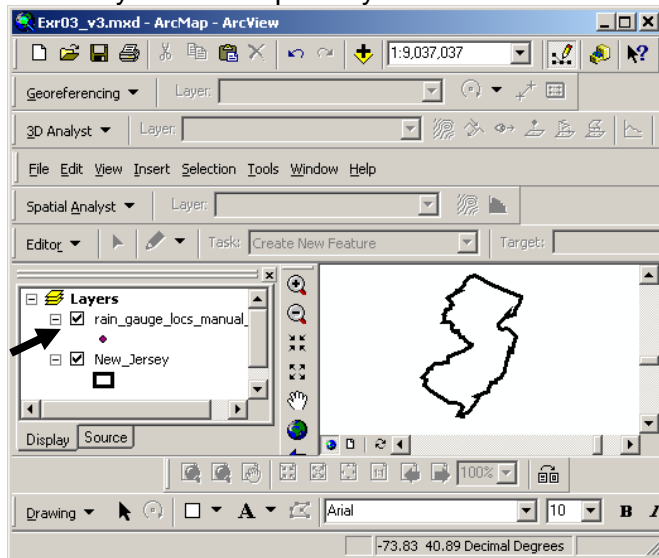 Exr03_v3.mxd - ArcMap - ArcView
1:9,037,037
Georeferencing Layer:
3D Analyst Layer:
File Edit View Insert Selection Tools Window Help
Spatial Analyst Layer:
Editor Task: Create New Feature Target:
Layers
rain_gauge_locs_manual_
New_Jersey
Display Source
100%
Drawing A Arial 10 B I
-73.83 40.89 Decimal Degrees